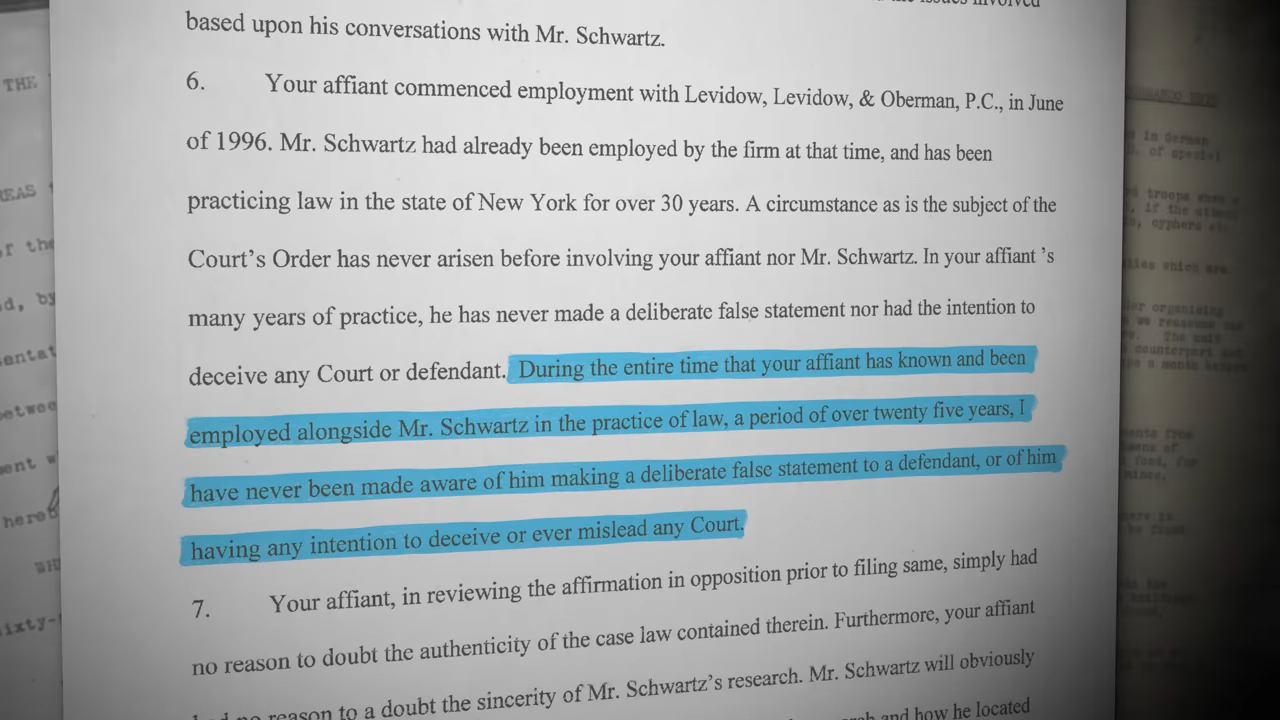 based upon his conversations with Mr. Schwartz.
6. Your affiant commenced employment with Levidow, Levidow, & Oberman, P.C., in June
of 1996. Mr. Schwartz had already been employed by the firm at that time, and has been
practicing law in the state of New York for over 30 years. A circumstance as is the subject of the
Court's Order has never arisen before involving your affiant nor Mr. Schwartz. In your affiant 's
many years of practice, he has never made a deliberate false statement nor had the intention to
deceive any Court or defendant. During the entire time that your affiant has known and been
employed alongside Mr. Schwartz in the practice of law, a period of over twenty five years, I
have never been made aware of him making a deliberate false statement to a defendant, or of him
having any intention to deceive or ever mislead any Court.
7. Your affiant, in reviewing the affirmation in opposition prior to filing same, simply had
no reason to doubt the authenticity of the case law contained therein. Furthermore, your affiant
no reason to a doubt the sincerity of Mr. Schwartz's research. Mr. Schwartz will obviously
and how he located
THE